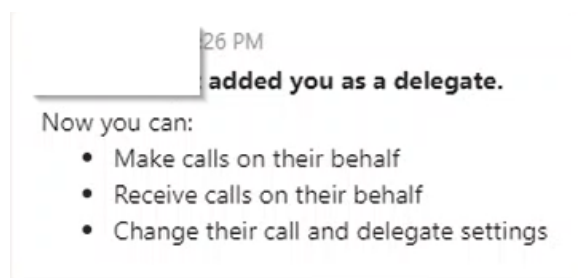 :26 PM
added you as a delegate.
Now you can:
• Make calls on their behalf
• Receive calls on their behalf
• Change their call and delegate settings